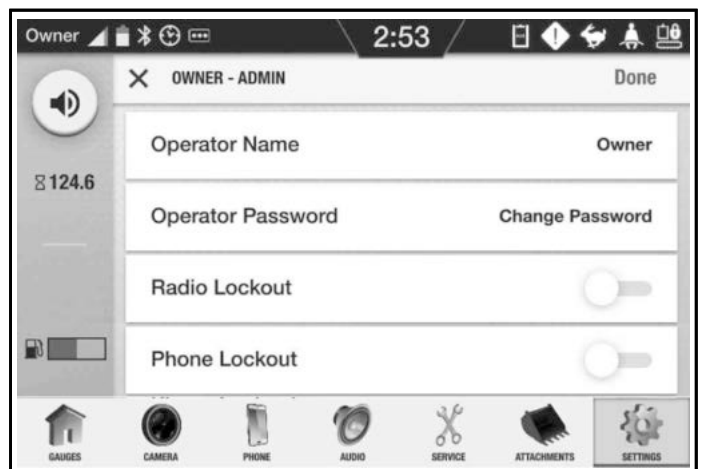 Owner 2:53
OWNER - ADMIN Done
Operator Name Owner
124.6
Operator Password Change Password
Radio Lockout
Phone Lockout
GAUGES CAMERA PHONE AUDIO SERVICE ATTACHMENTS SETTINGS